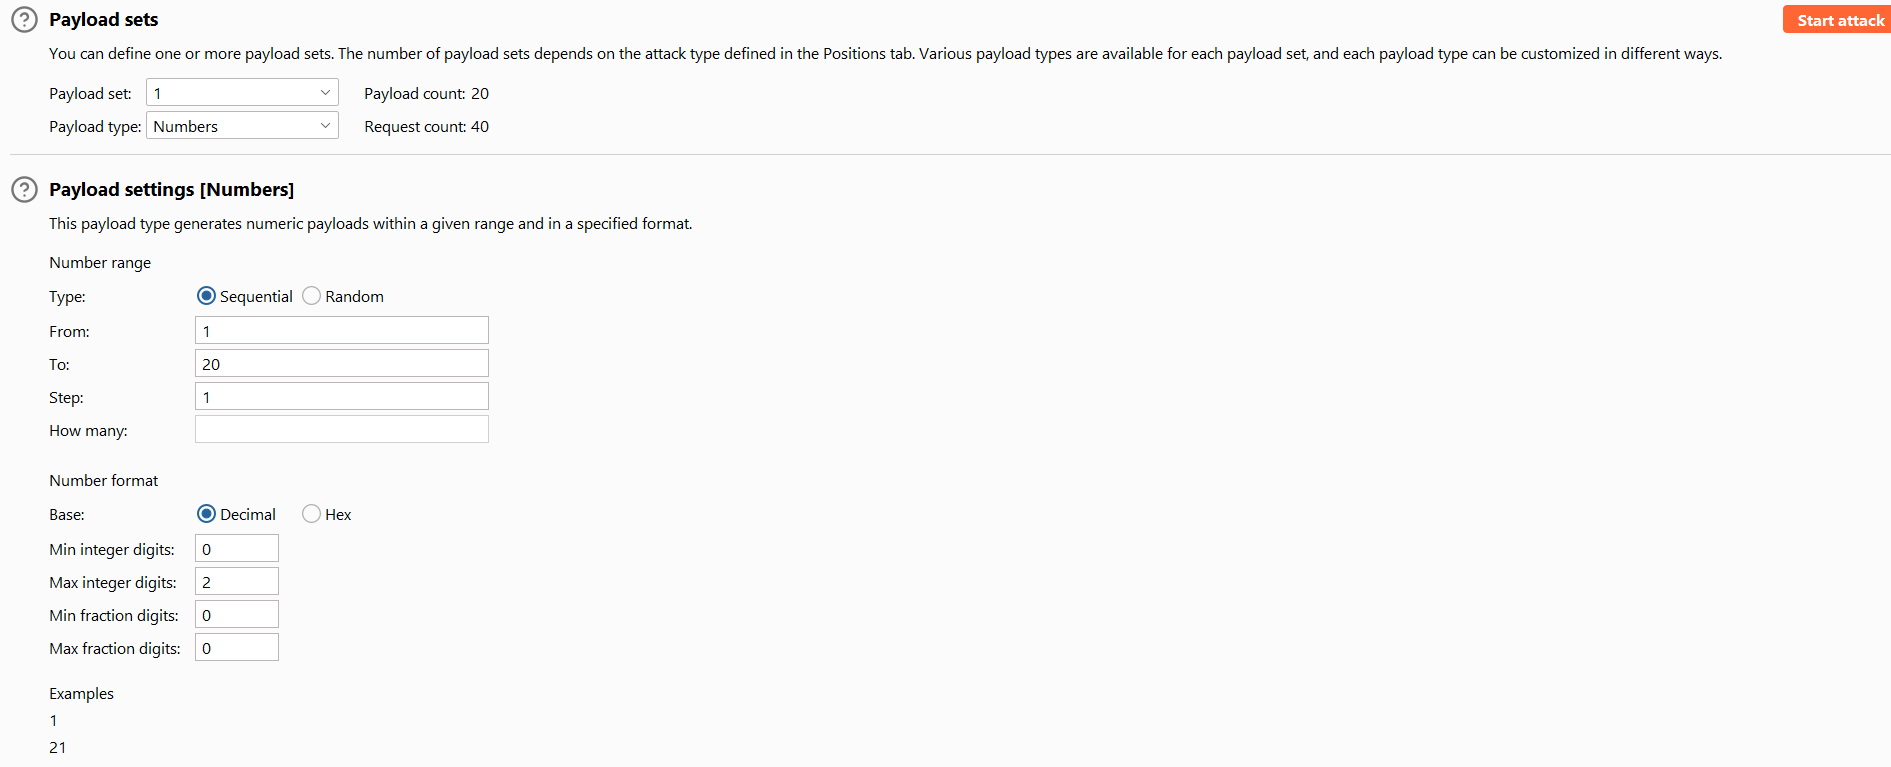 Payload sets
Start attack
You can define one or more payload sets. The number of payload sets depends on the attack type defined in the Positions tab. Various payload types are available for each payload set, and each payload type can be customized in different ways.
Payload set: 1 Payload count: 20
Payload type: Numbers Request count: 40
Payload settings [Numbers]
This payload type generates numeric payloads within a given range and in a specified format.
Number range
Type: Sequential Random
From: 1
To: 20
Step: 1
How many:
Number format
Base: Decimal Hex
Min integer digits: 0
Max integer digits: 2
Min fraction digits: 0
Max fraction digits: 0
Examples
1
21